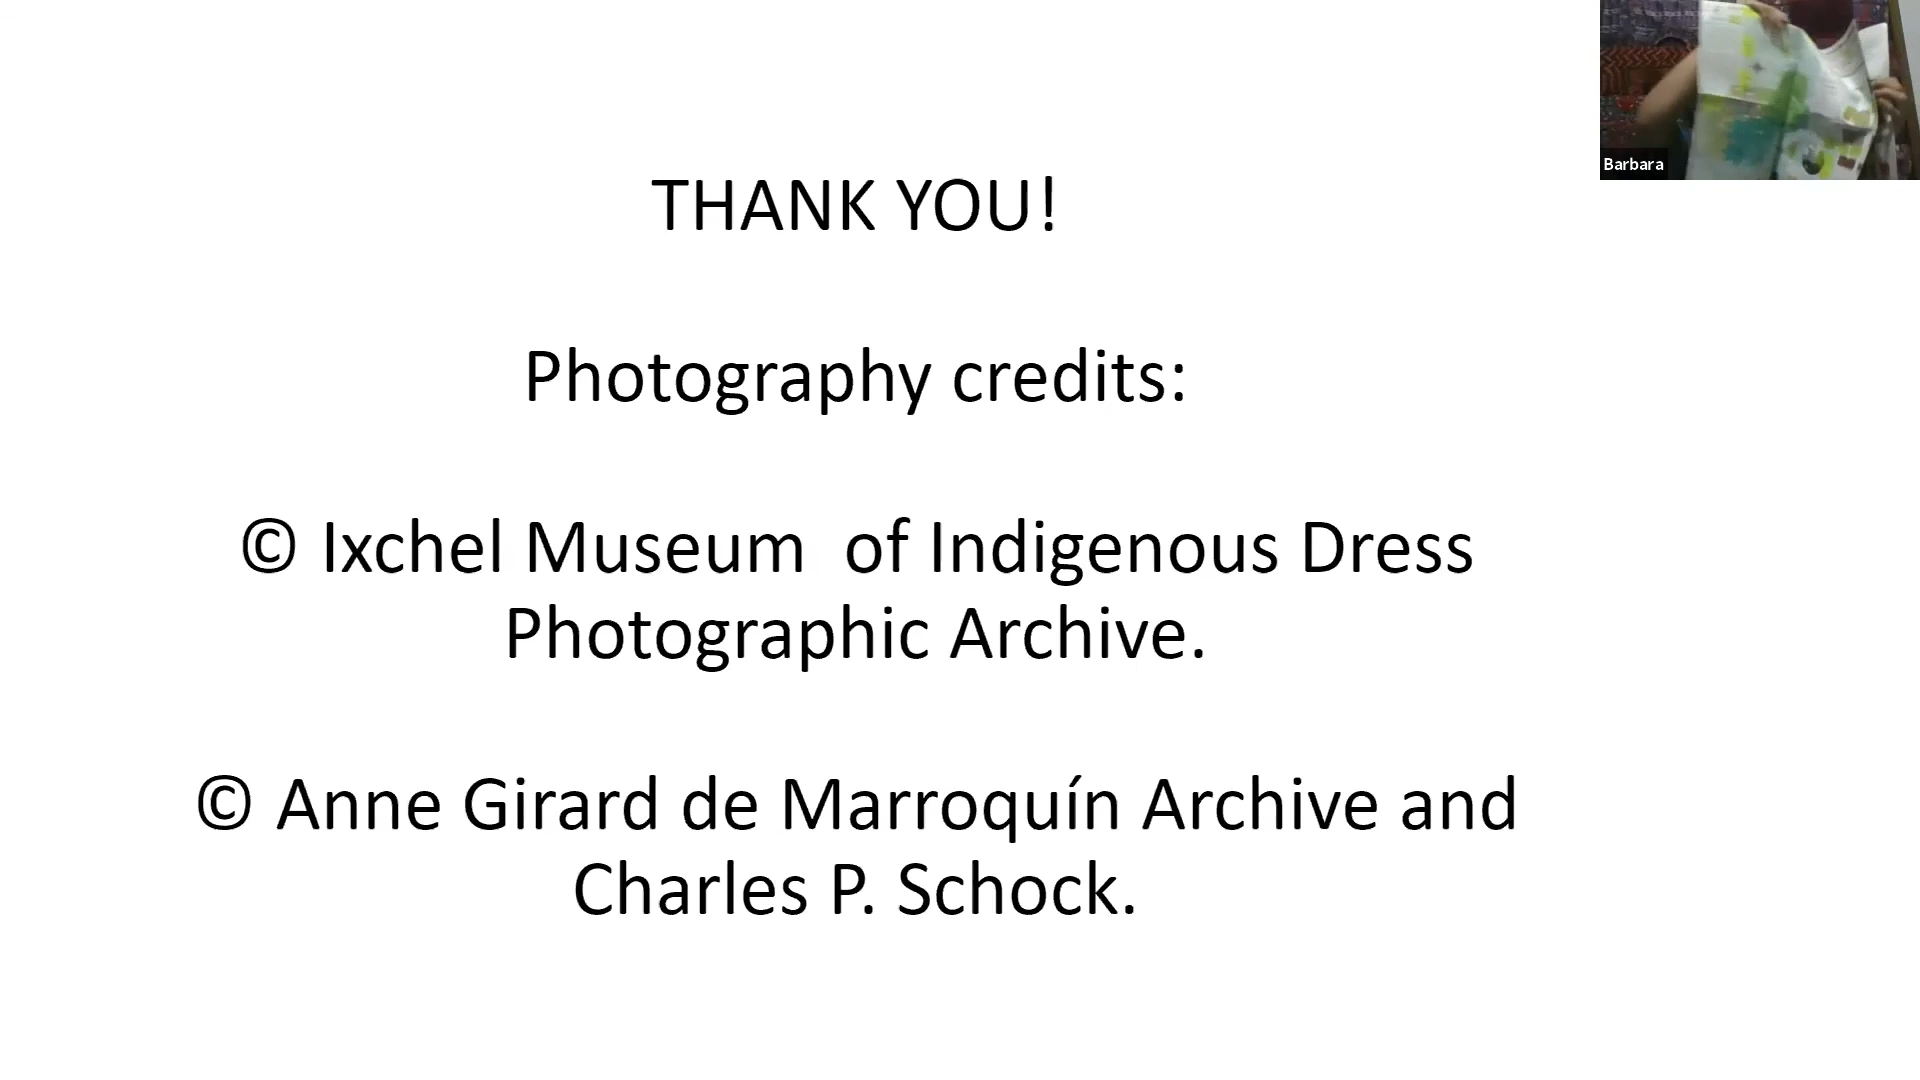 THANK YOU!
Photography credits:
© Ixchel Museum  of Indigenous Dress
Photographic Archive.
© Anne Girard de Marroquín Archive and
Charles P. Schock.
Barbara